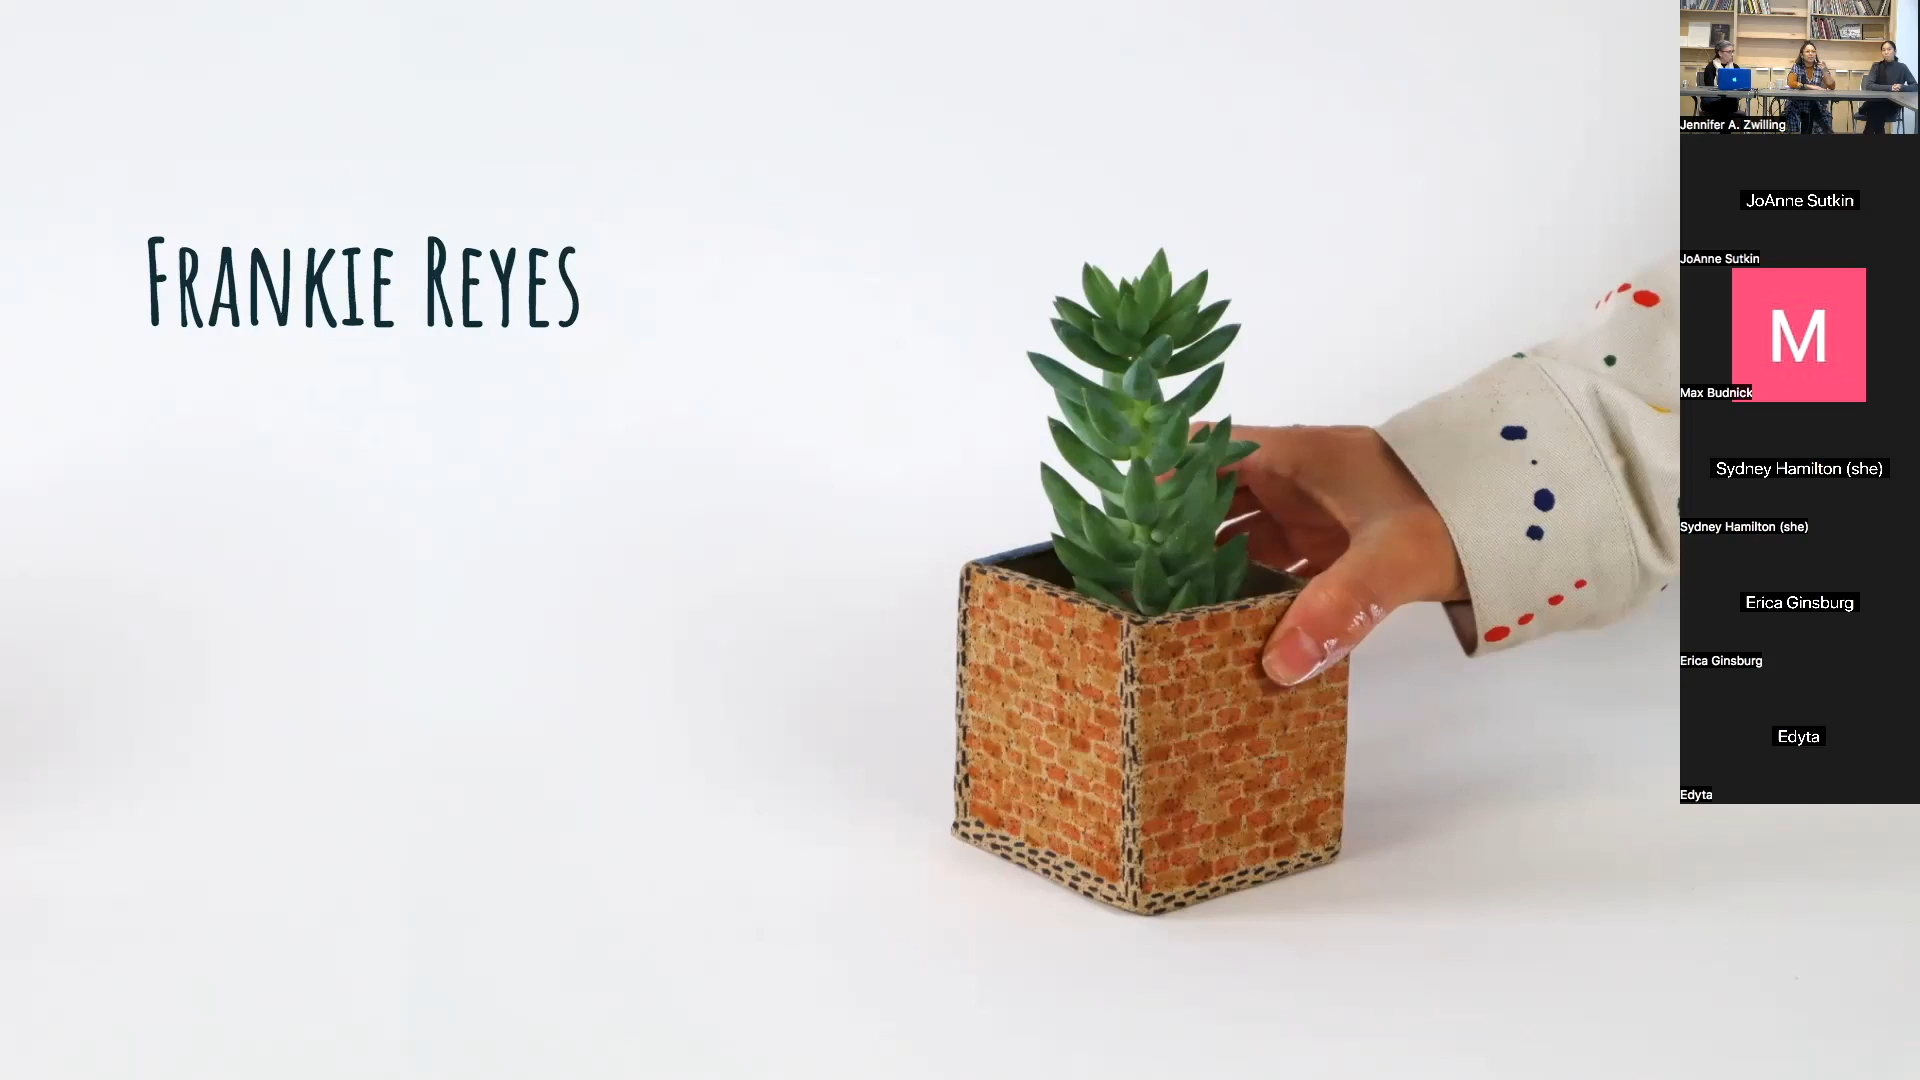 Frankie Reyes
Jennifer A. Zwilling
JoAnne Sutkin
JoAnne Sutkin
M
Max Budnick
Sydney Hamilton (she)
Sydney Hamilton (she)
Erica Ginsburg
Erica Ginsburg
Edyta
Edyta